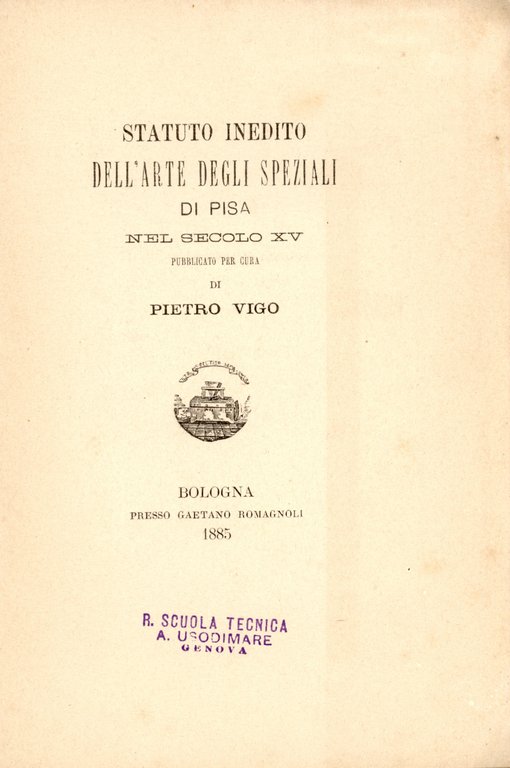 STATUTO INEDITO
DELL'ARTE DEGLI SPEZIALI
DI PISA
NEL SECOLO XV
PUBBLICATO PER CURA
DI
PIETRO VIGO
BOLOGNA
PRESSO GAETANO ROMAGNOLI
1885
R. SCUOLA TECNICA
A. USODIMARE
GENOVA